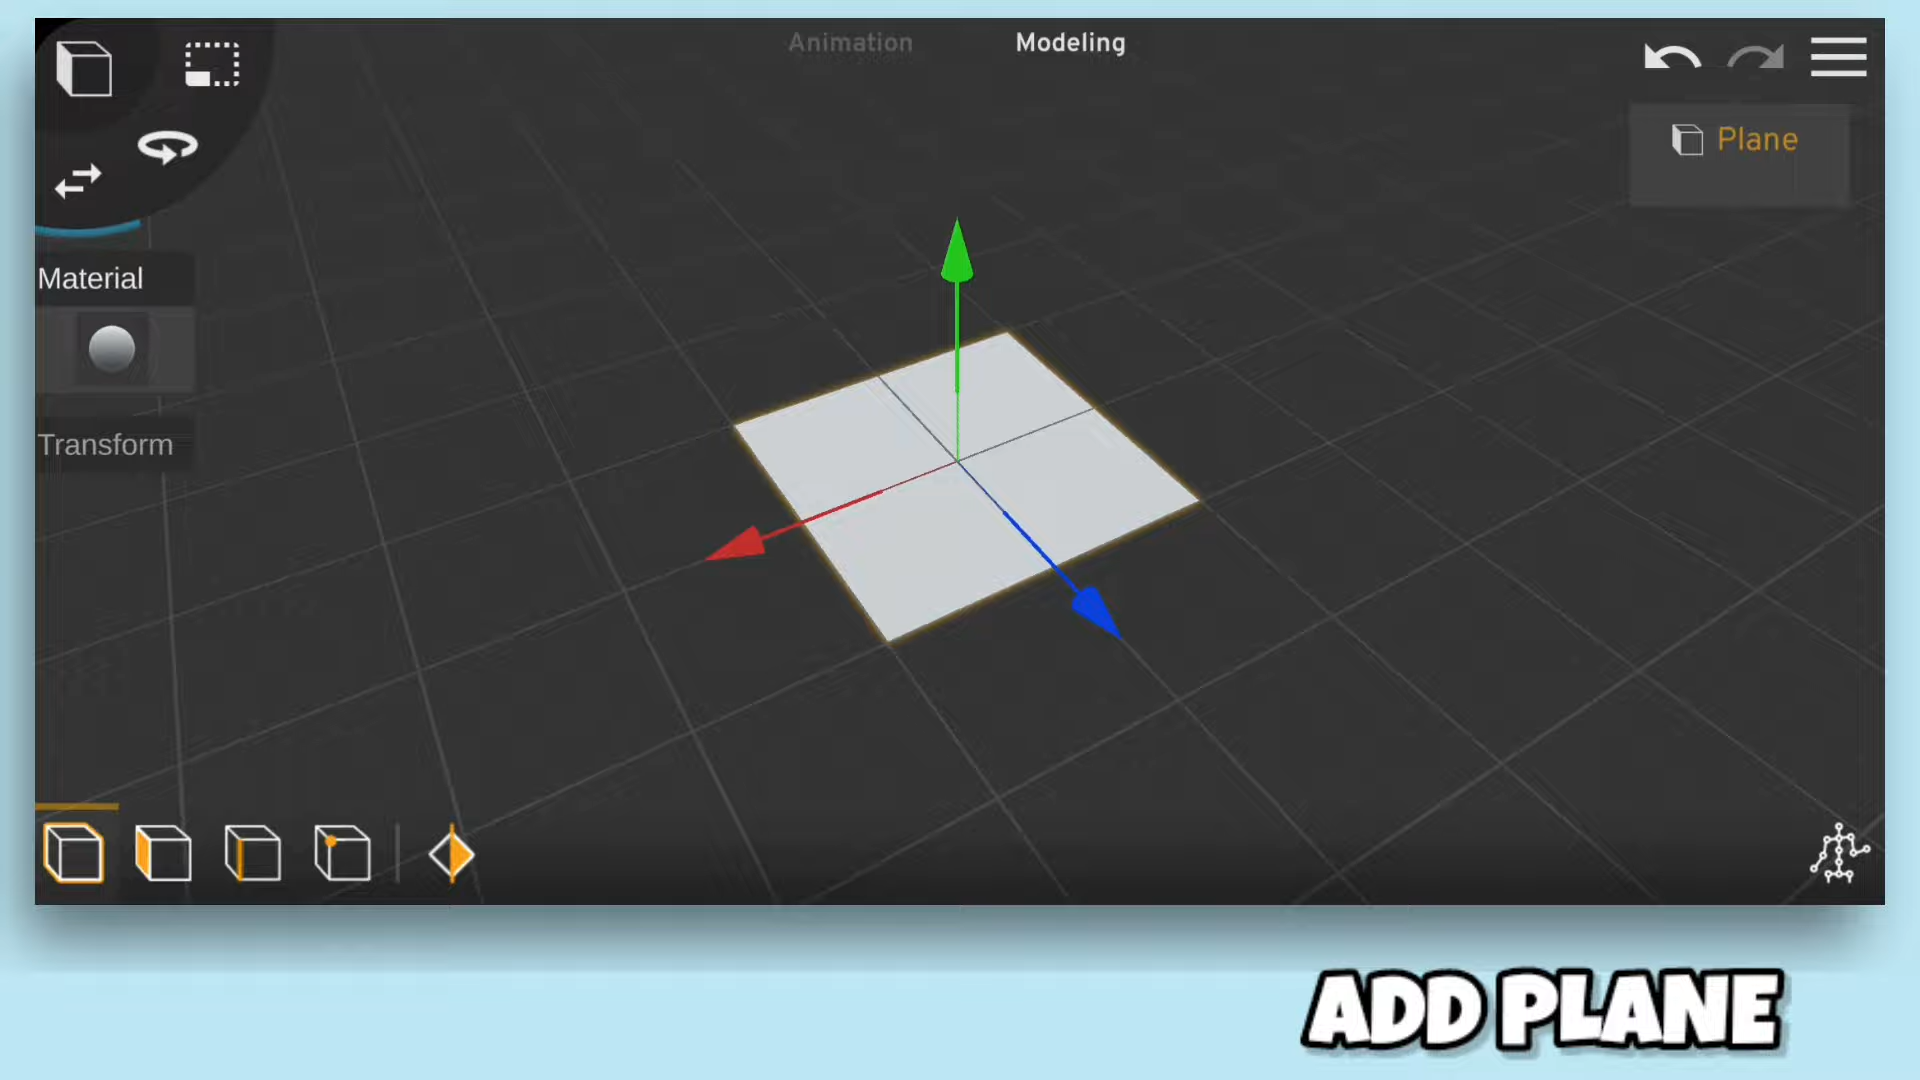 Animation
Modeling
Plane
Material
Transform
ADD PLANE